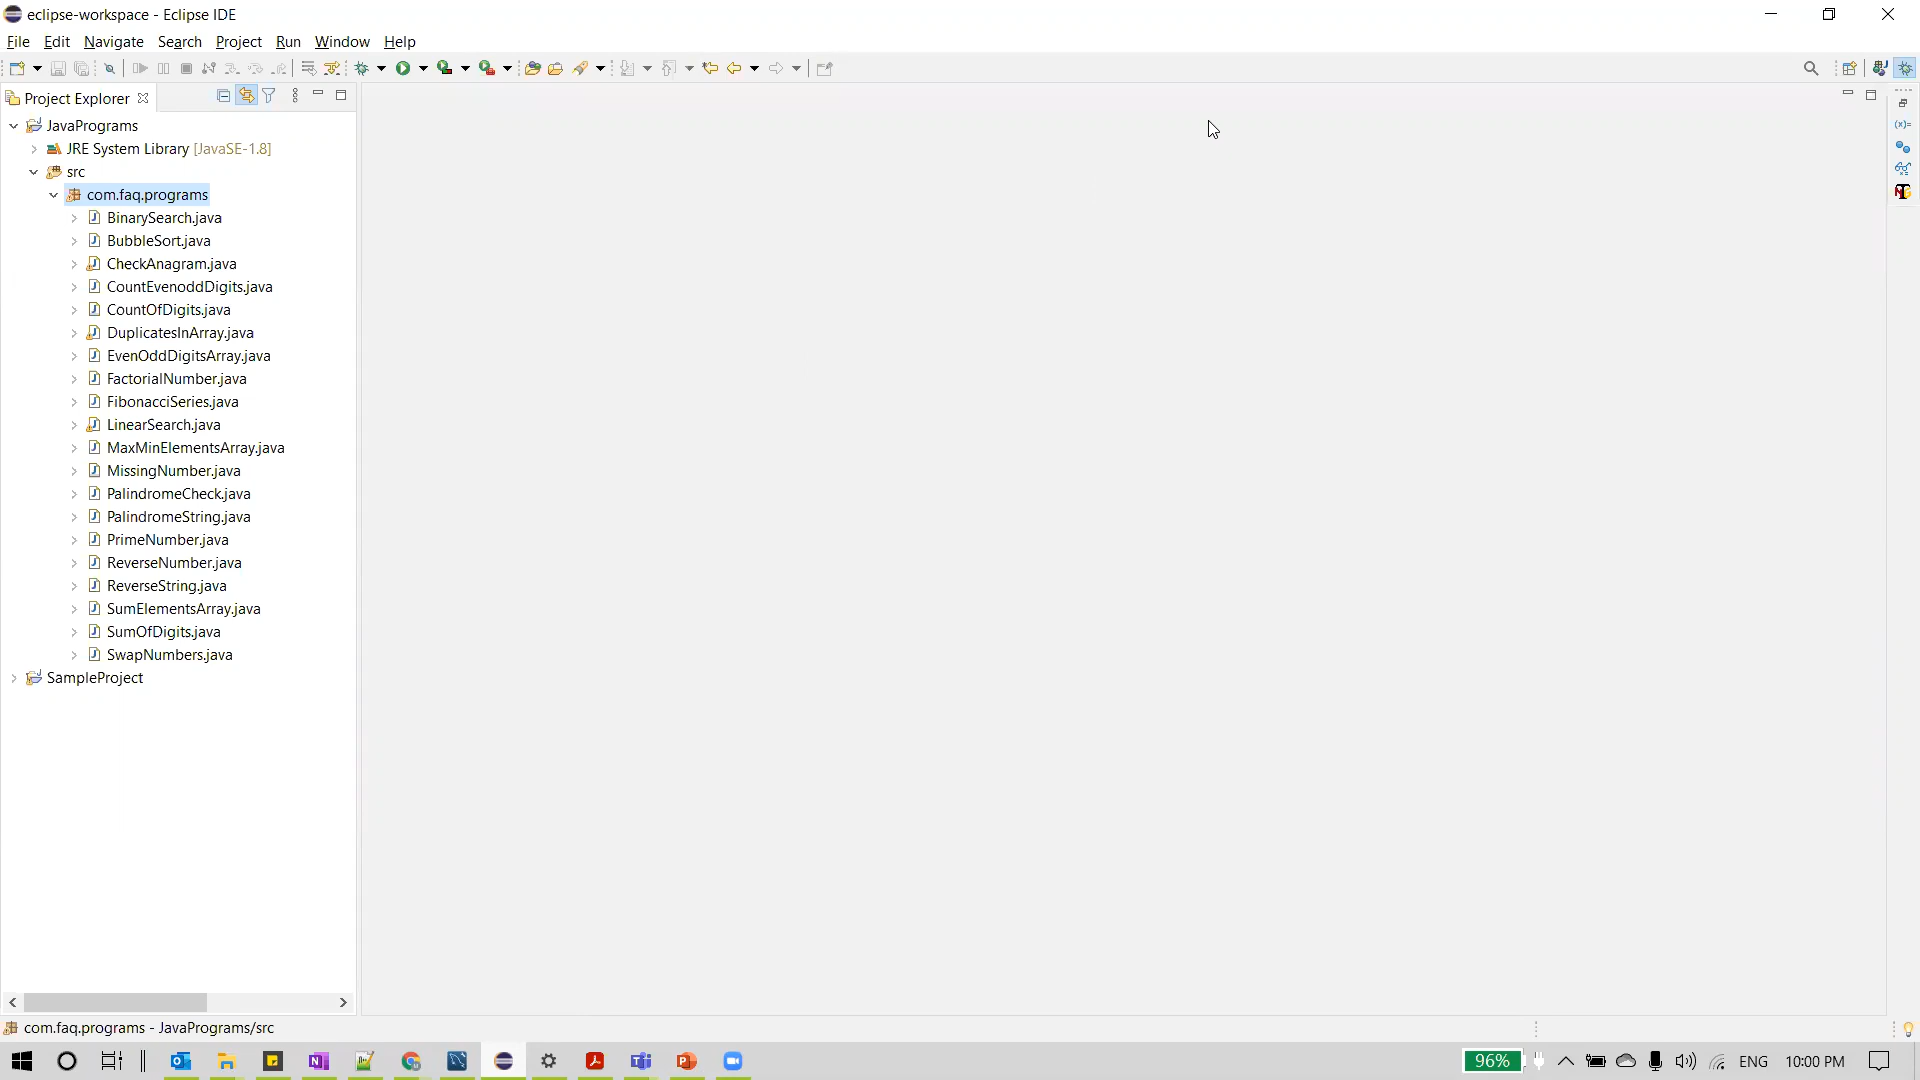 eclipse-workspace - Eclipse IDE
File Edit Navigate Search Project Run Window Help
Project Explorer
JavaPrograms
JRE System Library [JavaSE-1.8]
src
com.faq.programs
BinarySearch.java
BubbleSort.java
CheckAnagram.java
CountEvenoddDigits.java
CountOfDigits.java
DuplicatesInArray.java
EvenOddDigitsArray.java
FactorialNumber.java
FibonacciSeries.java
LinearSearch.java
MaxMinElementsArray.java
MissingNumber.java
PalindromeCheck.java
PalindromeString.java
PrimeNumber.java
ReverseNumber.java
ReverseString.java
SumElementsArray.java
SumOfDigits.java
SwapNumbers.java
SampleProject
com.faq.programs - JavaPrograms/src
96% ENG 10:00 PM